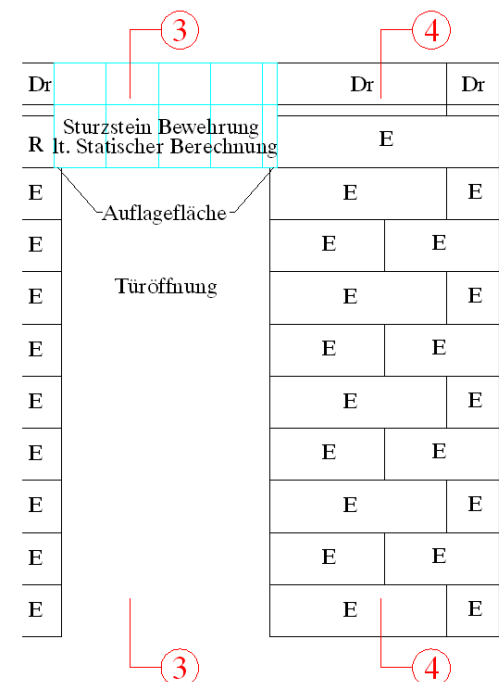 3 4
Dr Dr Dr
Sturzstein Bewehrung
R lt. Statischer Berechnung E
E E E
Auflagefläche
E E E
Türöffnung
E E E
E E E
E E E
E E E
E E E
E E E
E E E
3 4